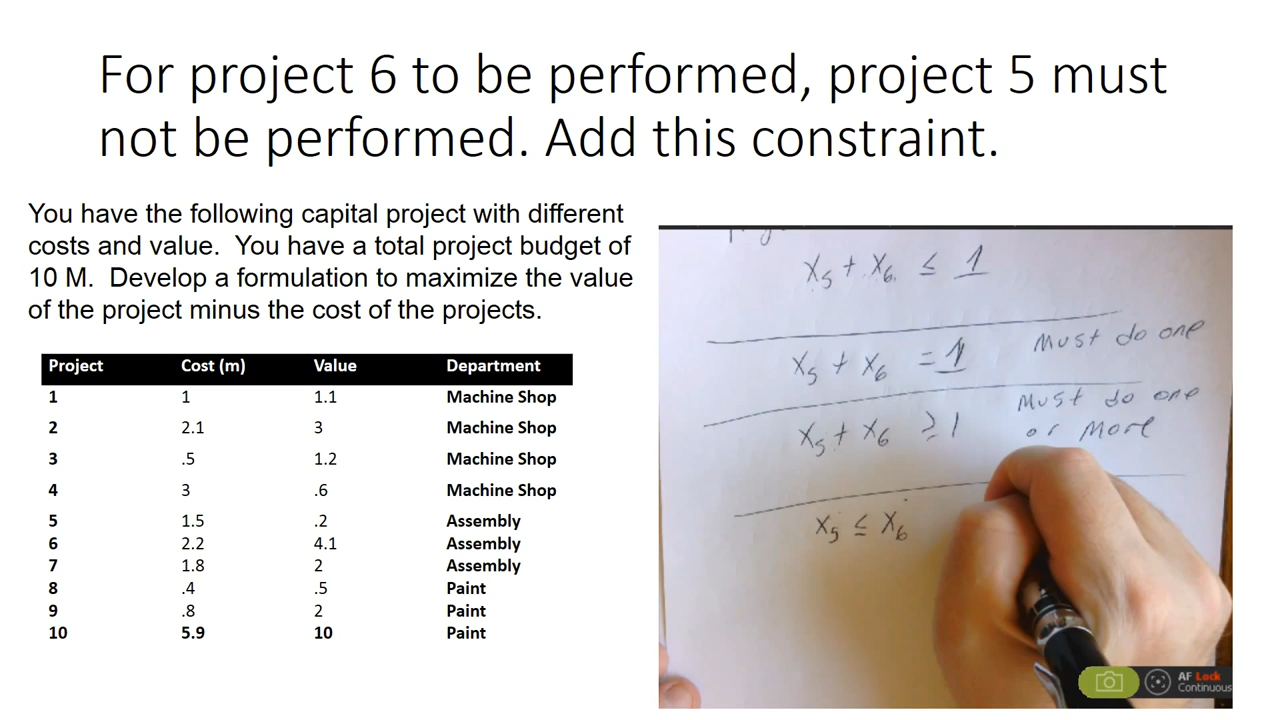 For project 6 to be performed, project 5 must
not be performed. Add this constraint.
You have the following capital project with different
costs and value. You have a total project budget of
10 M. Develop a formulation to maximize the value
of the project minus the cost of the projects.
Project Cost (m) Value Department
1 1 1.1 Machine Shop
2 2.1 3 Machine Shop
3 .5 1.2 Machine Shop
4 3 .6 Machine Shop
5 1.5 .2 Assembly
6 2.2 4.1 Assembly
7 1.8 2 Assembly
8 .4 .5 Paint
9 .8 2 Paint
10 5.9 10 Paint
X₅ + X₆ ≤ 1
X₅ + X₆ = 1 Must do one
X₅ + X₆ ≥ 1 Must do one
or More
X₅ ≤ X₆
AF Lock
Continuous